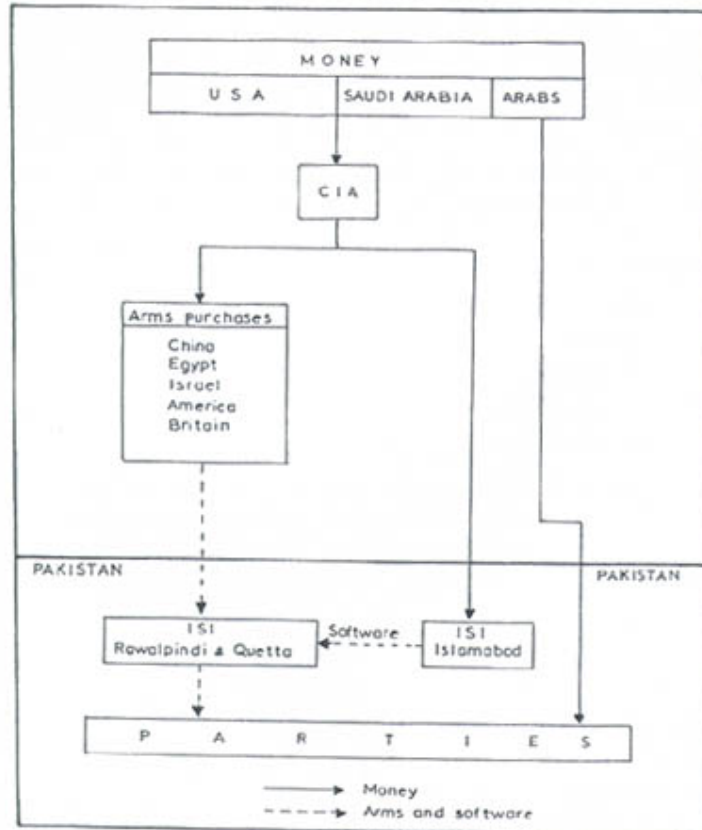 MONEY
USA SAUDI ARABIA ARABS
CIA
Arms purchases
China
Egypt
Israel
America
Britain
PAKISTAN PAKISTAN
ISI
Rawalpindi & Quetta
Software
ISI
Islamabad
PARTIES
Money
Arms and software